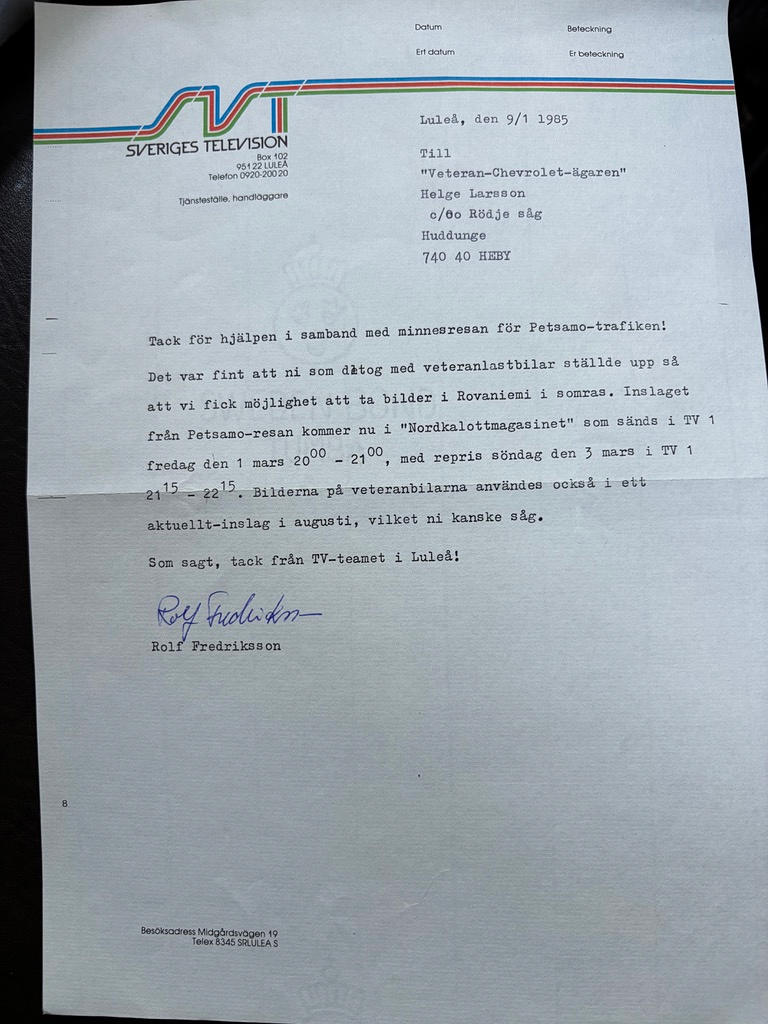 Datum
Beteckning
Ert datum
Er beteckning
SVT
SVERIGES TELEVISION
Box 102
951 22 LULEÅ
Telefon 0920-200 20
Tjänsteställe, handläggare
Luleå, den 9/1 1985
Till
"Veteran-Chevrolet-ägaren"
Helge Larsson
c/o Rödje såg
Huddunge
740 40 HEBY
Tack för hjälpen i samband med minnesresan för Petsamo-trafiken!
Det var fint att ni som deltog med veteranlastbilar ställde upp så
att vi fick möjlighet att ta bilder i Rovaniemi i somras. Inslaget
från Petsamo-resan kommer nu i "Nordkalottmagasinet" som sänds i TV 1
fredag den 1 mars 20⁰⁰ - 21⁰⁰, med repris söndag den 3 mars i TV 1
21¹⁵ - 22¹⁵. Bilderna på veteranbilarna användes också i ett
aktuellt-inslag i augusti, vilket ni kanske såg.
Som sagt, tack från TV-teamet i Luleå!
Rolf Fredriksson
Rolf Fredriksson
8
Besöksadress Midgårdsvägen 19
Telex 8345 SRLULEA S